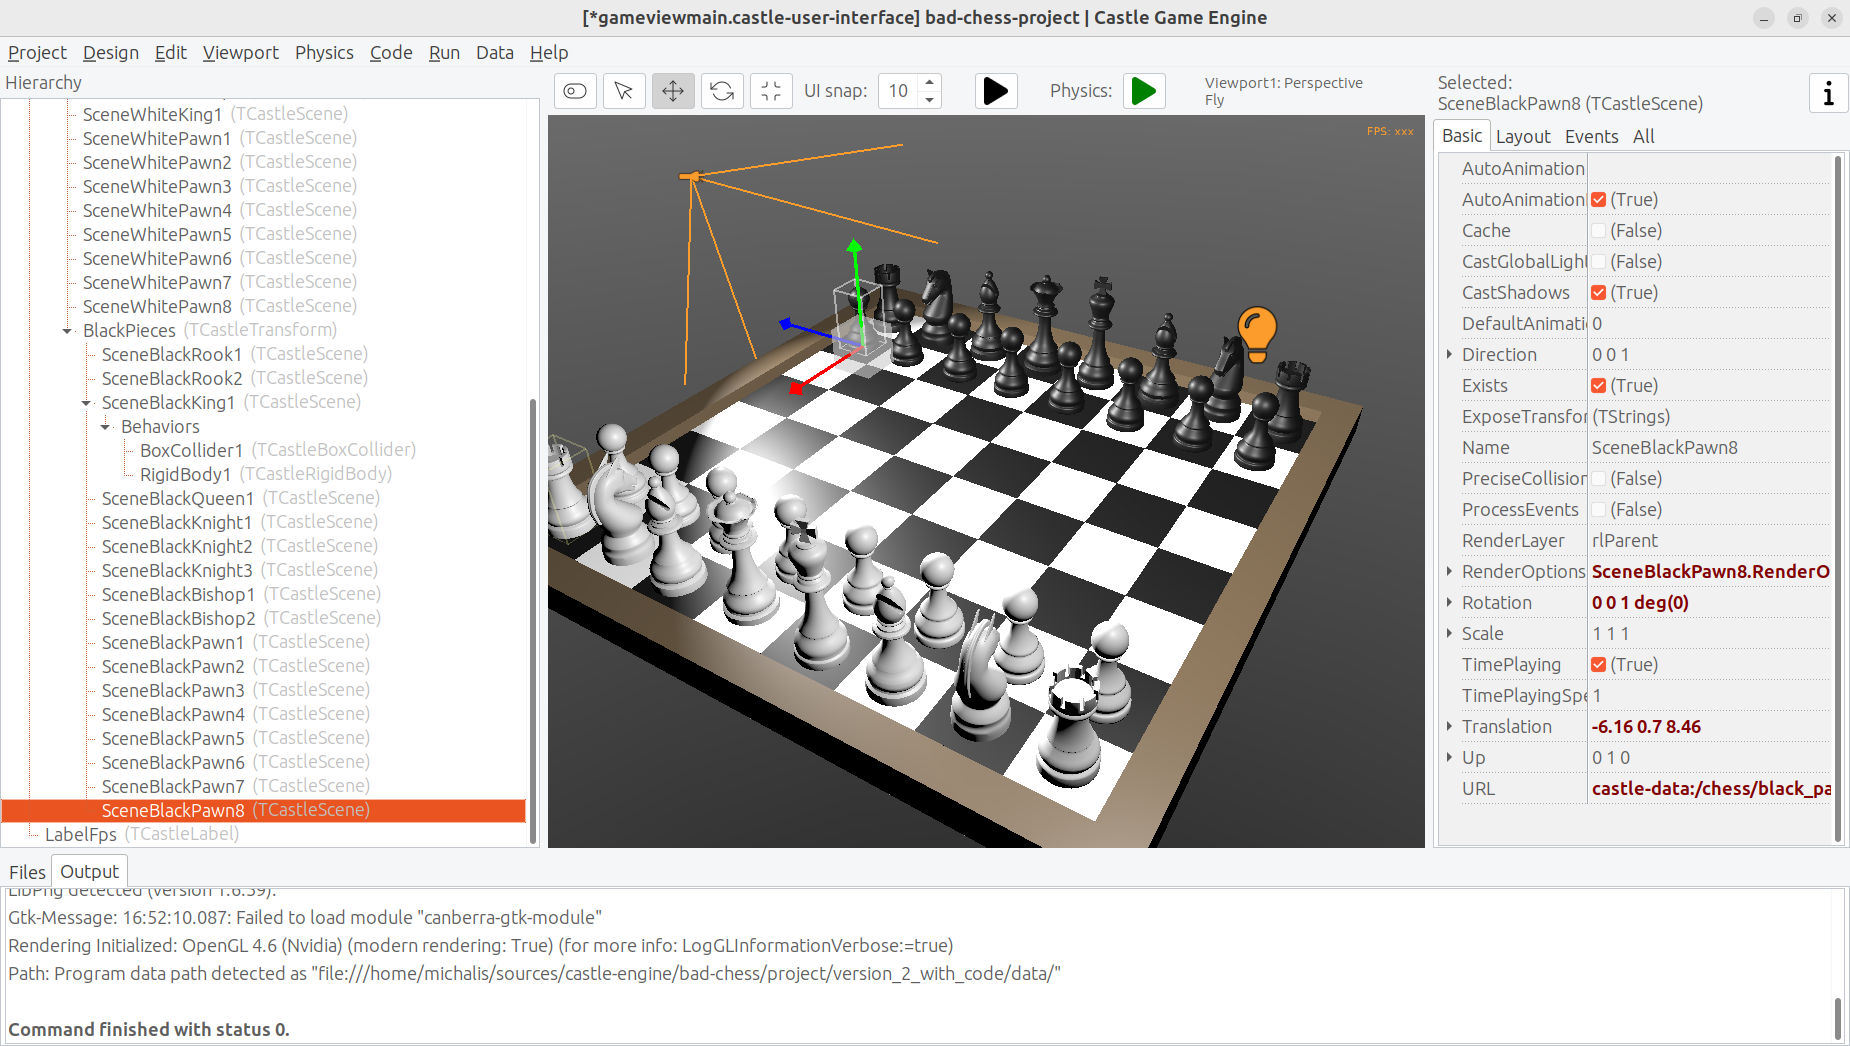 [*gameviewmain.castle-user-interface] bad-chess-project | Castle Game Engine
Project Design Edit Viewport Physics Code Run Data Help
Hierarchy
SceneWhiteKing1 (TCastleScene)
SceneWhitePawn1 (TCastleScene)
SceneWhitePawn2 (TCastleScene)
SceneWhitePawn3 (TCastleScene)
SceneWhitePawn4 (TCastleScene)
SceneWhitePawn5 (TCastleScene)
SceneWhitePawn6 (TCastleScene)
SceneWhitePawn7 (TCastleScene)
SceneWhitePawn8 (TCastleScene)
BlackPieces (TCastleTransform)
SceneBlackRook1 (TCastleScene)
SceneBlackRook2 (TCastleScene)
SceneBlackKing1 (TCastleScene)
Behaviors
BoxCollider1 (TCastleBoxCollider)
RigidBody1 (TCastleRigidBody)
SceneBlackQueen1 (TCastleScene)
SceneBlackKnight1 (TCastleScene)
SceneBlackKnight2 (TCastleScene)
SceneBlackKnight3 (TCastleScene)
SceneBlackBishop1 (TCastleScene)
SceneBlackBishop2 (TCastleScene)
SceneBlackPawn1 (TCastleScene)
SceneBlackPawn2 (TCastleScene)
SceneBlackPawn3 (TCastleScene)
SceneBlackPawn4 (TCastleScene)
SceneBlackPawn5 (TCastleScene)
SceneBlackPawn6 (TCastleScene)
SceneBlackPawn7 (TCastleScene)
SceneBlackPawn8 (TCastleScene)
LabelFps (TCastleLabel)
UI snap: 10
Physics:
Viewport1: Perspective
Fly
FPS: xxx
Selected:
SceneBlackPawn8 (TCastleScene)
i
Basic Layout Events All
AutoAnimation
AutoAnimation (True)
Cache (False)
CastGlobalLigh (False)
CastShadows (True)
DefaultAnimati 0
Direction 0 0 1
Exists (True)
ExposeTransfor (TStrings)
Name SceneBlackPawn8
PreciseCollision (False)
ProcessEvents (False)
RenderLayer rlParent
RenderOptions SceneBlackPawn8.RenderO
Rotation 0 0 1 deg(0)
Scale 1 1 1
TimePlaying (True)
TimePlayingSpe 1
Translation -6.16 0.7 8.46
Up 0 1 0
URL castle-data:/chess/black_pa
Files Output
LibPng detected (version 1.6.39).
Gtk-Message: 16:52:10.087: Failed to load module "canberra-gtk-module"
Rendering Initialized: OpenGL 4.6 (Nvidia) (modern rendering: True) (for more info: LogGLInformationVerbose:=true)
Path: Program data path detected as "file:///home/michalis/sources/castle-engine/bad-chess/project/version_2_with_code/data/"
Command finished with status 0.